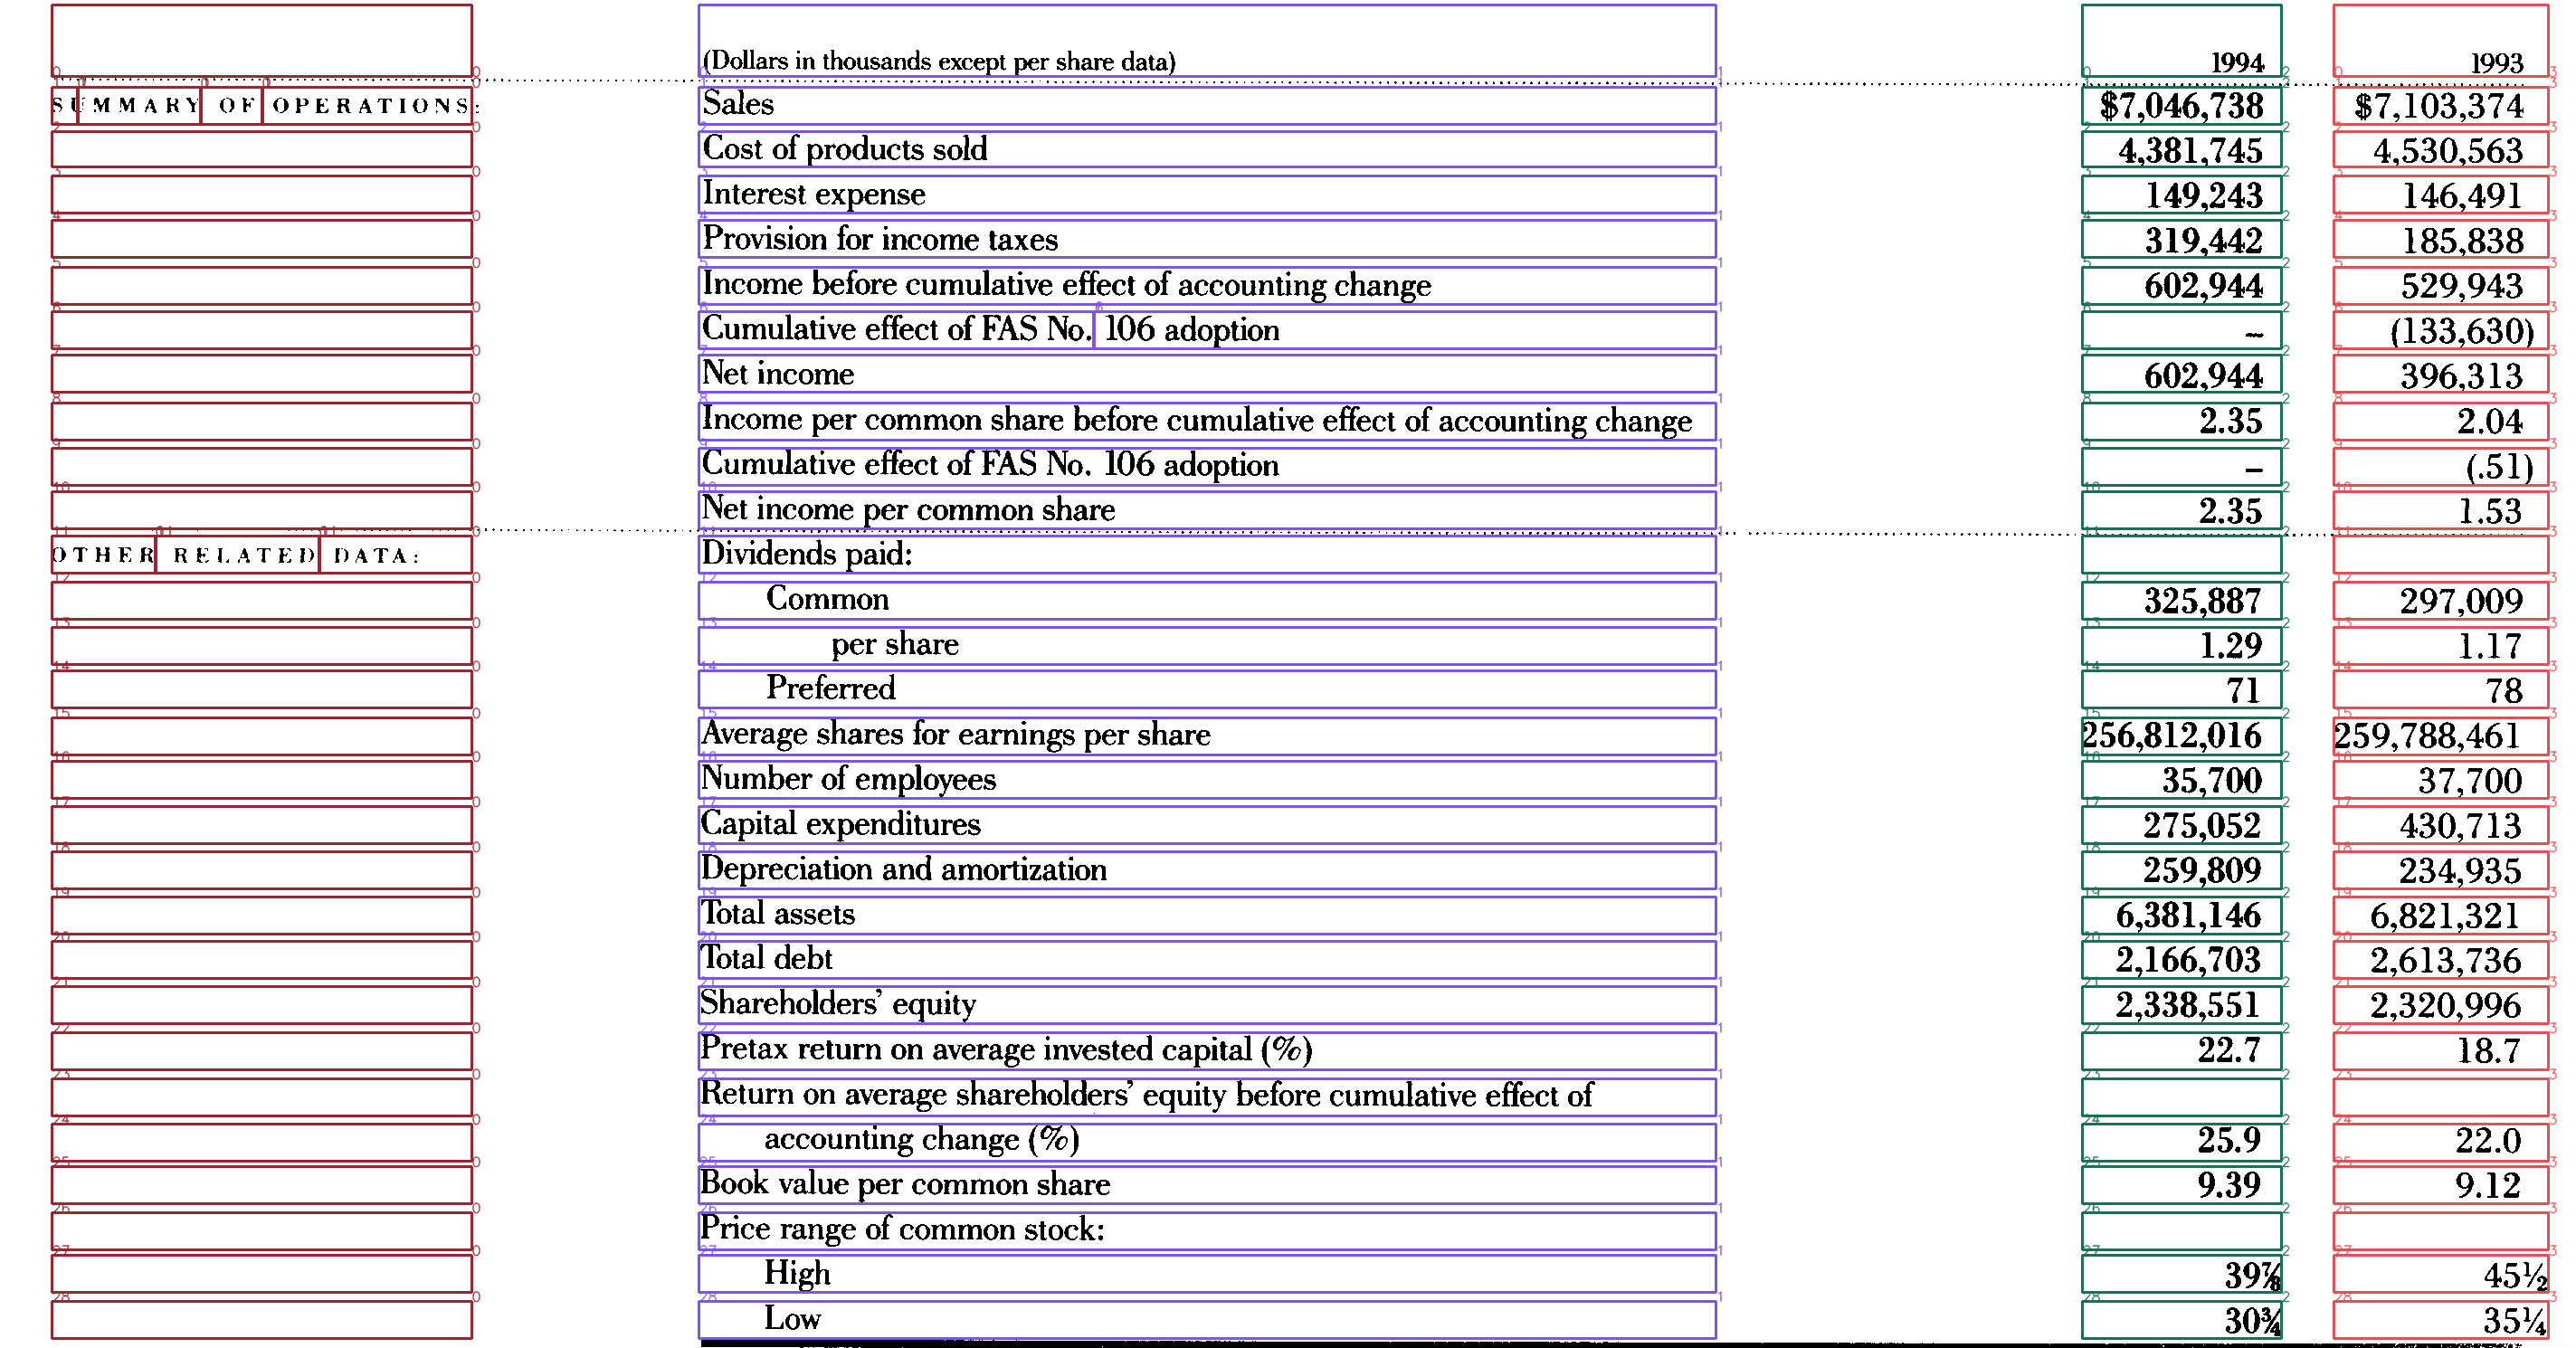 (Dollars in thousands except per share data) 1994 1993
SUMMARY OF OPERATIONS: Sales $7,046,738 $7,103,374
Cost of products sold 4,381,745 4,530,563
Interest expense 149,243 146,491
Provision for income taxes 319,442 185,838
Income before cumulative effect of accounting change 602,944 529,943
Cumulative effect of FAS No. 106 adoption – (133,630)
Net income 602,944 396,313
Income per common share before cumulative effect of accounting change 2.35 2.04
Cumulative effect of FAS No. 106 adoption – (.51)
Net income per common share 2.35 1.53
OTHER RELATED DATA: Dividends paid:
Common 325,887 297,009
per share 1.29 1.17
Preferred 71 78
Average shares for earnings per share 256,812,016 259,788,461
Number of employees 35,700 37,700
Capital expenditures 275,052 430,713
Depreciation and amortization 259,809 234,935
Total assets 6,381,146 6,821,321
Total debt 2,166,703 2,613,736
Shareholders’ equity 2,338,551 2,320,996
Pretax return on average invested capital (%) 22.7 18.7
Return on average shareholders’ equity before cumulative effect of
accounting change (%) 25.9 22.0
Book value per common share 9.39 9.12
Price range of common stock:
High 39⅞ 45½
Low 30¾ 35¼